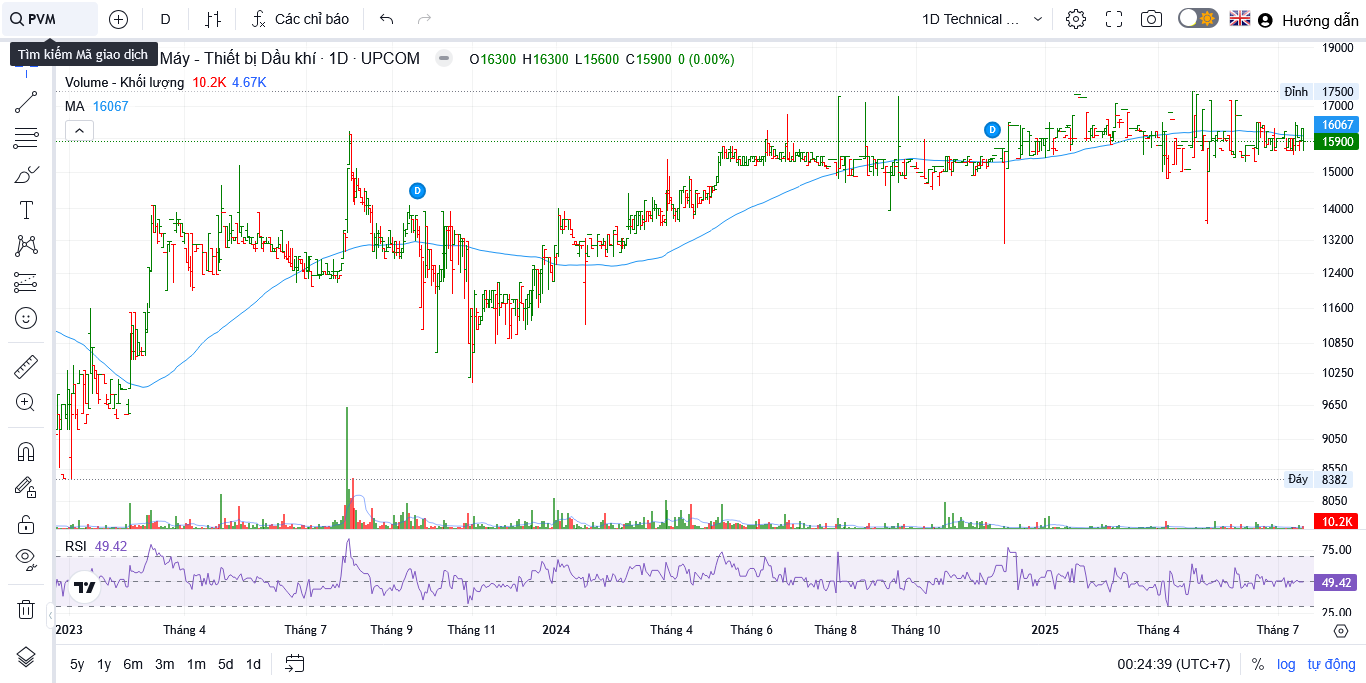 PVM D Các chỉ báo 1D Technical ... Hướng dẫn
Tìm kiếm Mã giao dịch Máy - Thiết bị Dầu khí · 1D · UPCOM O16300 H16300 L15600 C15900 0 (0.00%)
Volume - Khối lượng 10.2K 4.67K
MA 16067
19000
Đỉnh 17500
17000
16067
15900
15000
14000
13200
12400
11600
10850
10250
9650
9050
8550
Đáy 8382
8050
10.2K
D
D
RSI 49.42
75.00
49.42
25.00
2023 Tháng 4 Tháng 7 Tháng 9 Tháng 11 2024 Tháng 4 Tháng 6 Tháng 8 Tháng 10 2025 Tháng 4 Tháng 7
5y 1y 6m 3m 1m 5d 1d 00:24:39 (UTC+7) % log tự động